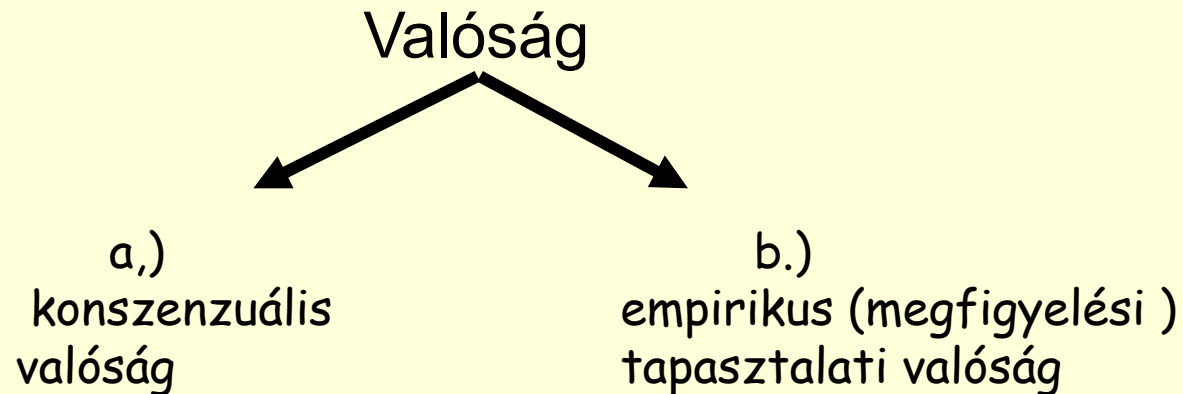 Valóság
a,)
konszenzuális
valóság
b.)
empirikus (megfigyelési )
tapasztalati valóság